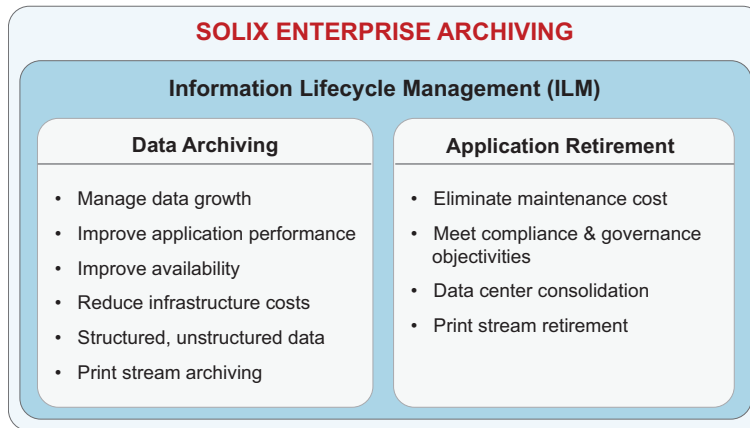 SOLIX ENTERPRISE ARCHIVING
Information Lifecycle Management (ILM)
Data Archiving
• Manage data growth
• Improve application performance
• Improve availability
• Reduce infrastructure costs
• Structured, unstructured data
• Print stream archiving
Application Retirement
• Eliminate maintenance cost
• Meet compliance & governance
objectivities
• Data center consolidation
• Print stream retirement